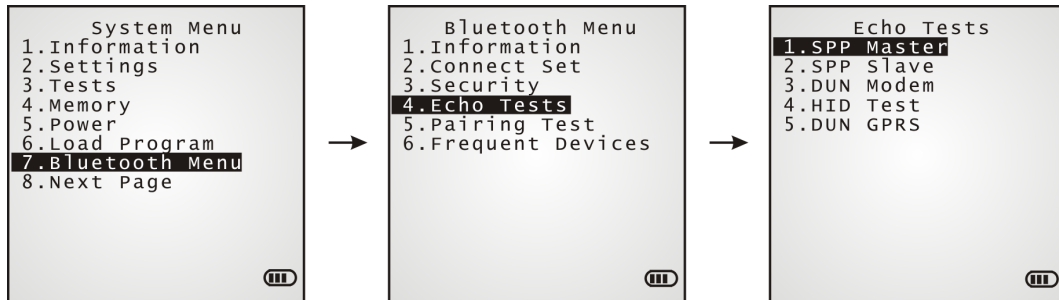 System Menu
1.Information
2.Settings
3.Tests
4.Memory
5.Power
6.Load Program
7.Bluetooth Menu
8.Next Page
Bluetooth Menu
1.Information
2.Connect Set
3.Security
4.Echo Tests
5.Pairing Test
6.Frequent Devices
Echo Tests
1.SPP Master
2.SPP Slave
3.DUN Modem
4.HID Test
5.DUN GPRS